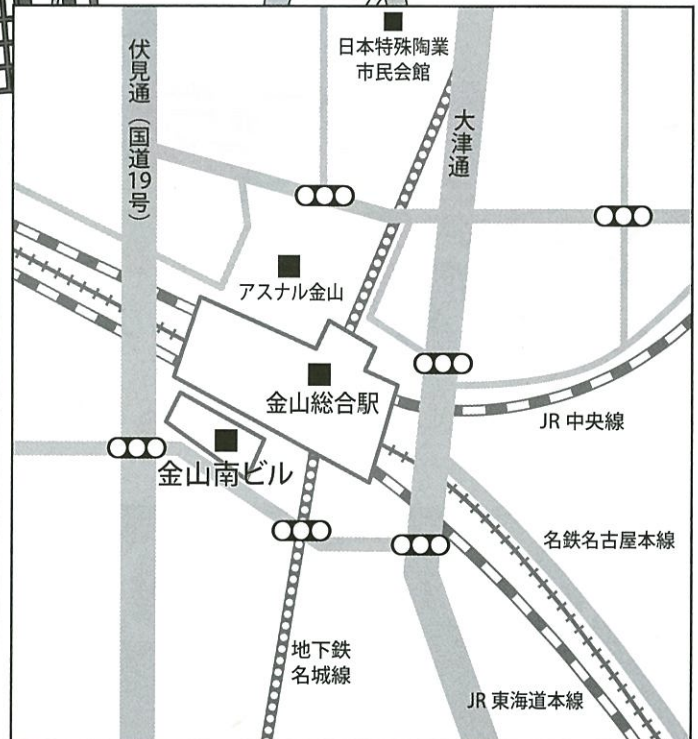 日本特殊陶業
市民会館
伏見通（国道19号）
大津通
アスナル金山
金山総合駅
JR 中央線
金山南ビル
名鉄名古屋本線
地下鉄
名城線
JR 東海道本線